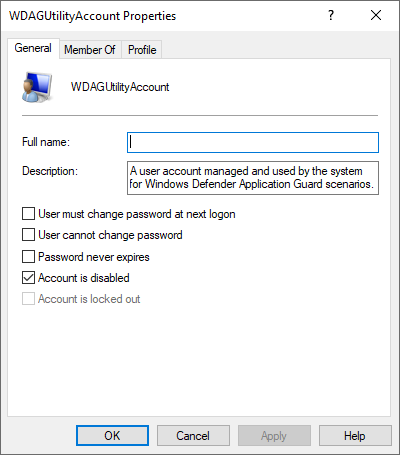 WDAGUtilityAccount Properties
?
General
Member Of
Profile
WDAGUtilityAccount
Full name:
Description:
A user account managed and used by the system
for Windows Defender Application Guard scenarios.
User must change password at next logon
User cannot change password
Password never expires
Account is disabled
Account is locked out
OK
Cancel
Apply
Help